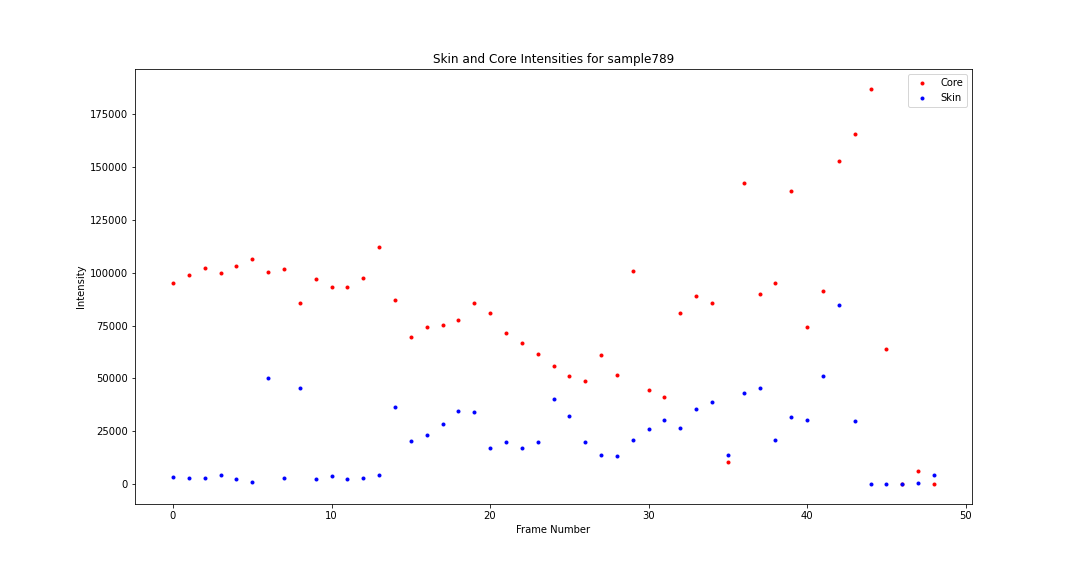 Skin and Core Intensities for sample789
Core
Skin
175000
150000
125000
100000
75000
50000
25000
0
Intensity
0 10 20 30 40 50
Frame Number